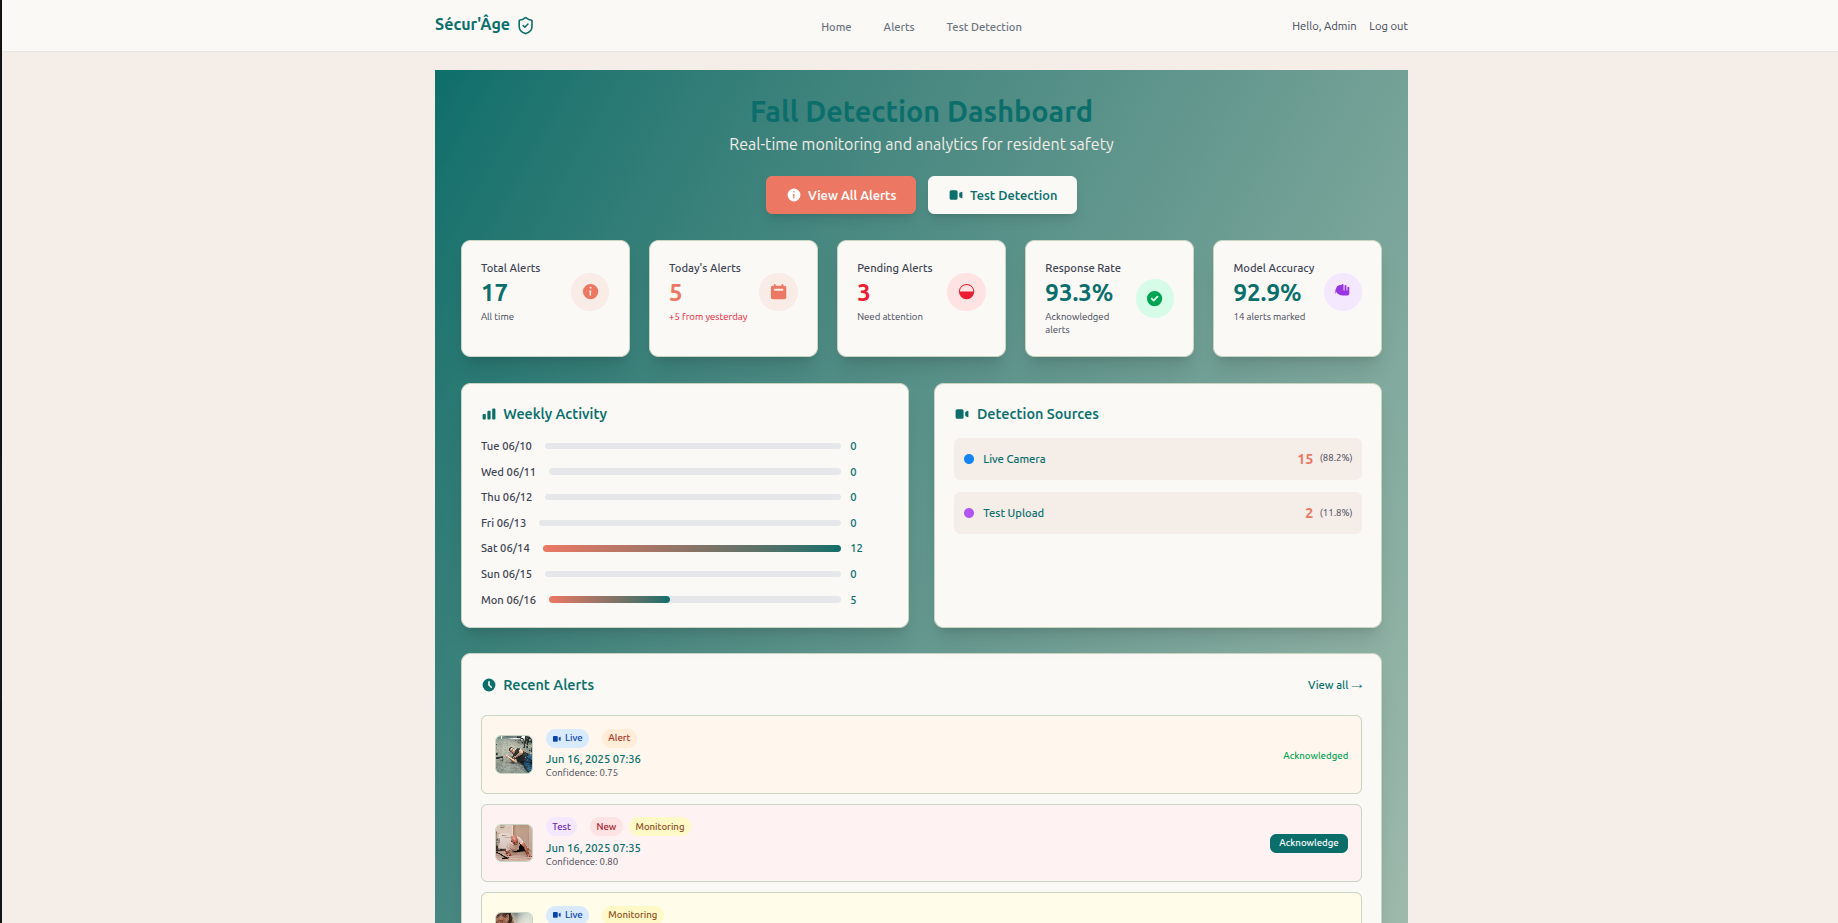 Sécur'Âge
Home Alerts Test Detection
Hello, Admin Log out
Fall Detection Dashboard
Real-time monitoring and analytics for resident safety
View All Alerts Test Detection
Total Alerts
17
All time
Today's Alerts
5
+5 from yesterday
Pending Alerts
3
Need attention
Response Rate
93.3%
Acknowledged
alerts
Model Accuracy
92.9%
14 alerts marked
Weekly Activity
Tue 06/10 0
Wed 06/11 0
Thu 06/12 0
Fri 06/13 0
Sat 06/14 12
Sun 06/15 0
Mon 06/16 5
Detection Sources
Live Camera 15 (88.2%)
Test Upload 2 (11.8%)
Recent Alerts View all →
Live Alert
Jun 16, 2025 07:36
Confidence: 0.75
Acknowledged
Test New Monitoring
Jun 16, 2025 07:35
Confidence: 0.80
Acknowledge
Live Monitoring